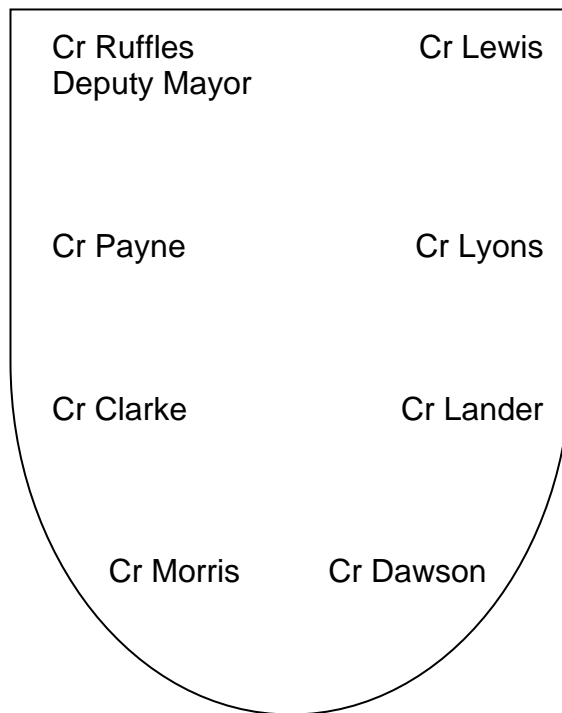 Cr Ruffles Cr Lewis
Deputy Mayor
Cr Payne Cr Lyons
Cr Clarke Cr Lander
Cr Morris Cr Dawson